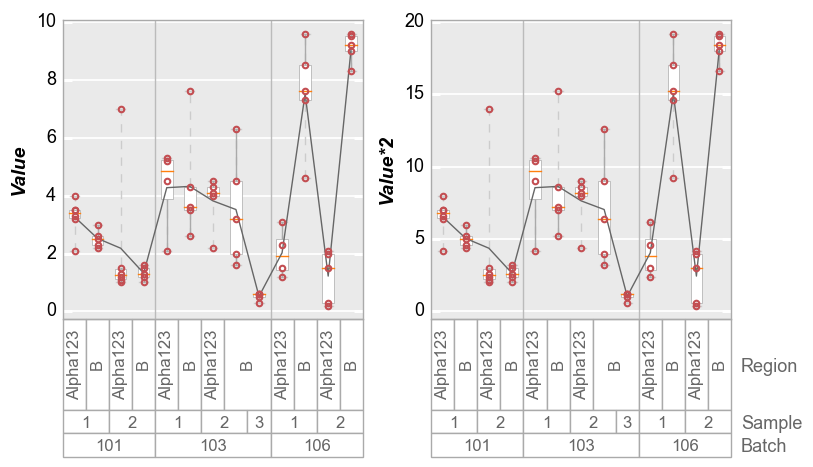 10
8
6
4
2
0
Value
20
15
10
5
0
Value*2
Alpha123 B Alpha123 B Alpha123 B Alpha123 B Alpha123 B Alpha123 B
Alpha123 B Alpha123 B Alpha123 B Alpha123 B Alpha123 B Alpha123 B Region
1 2 1 2 3 1 2
1 2 1 2 3 1 2 Sample
101 103 106
101 103 106 Batch